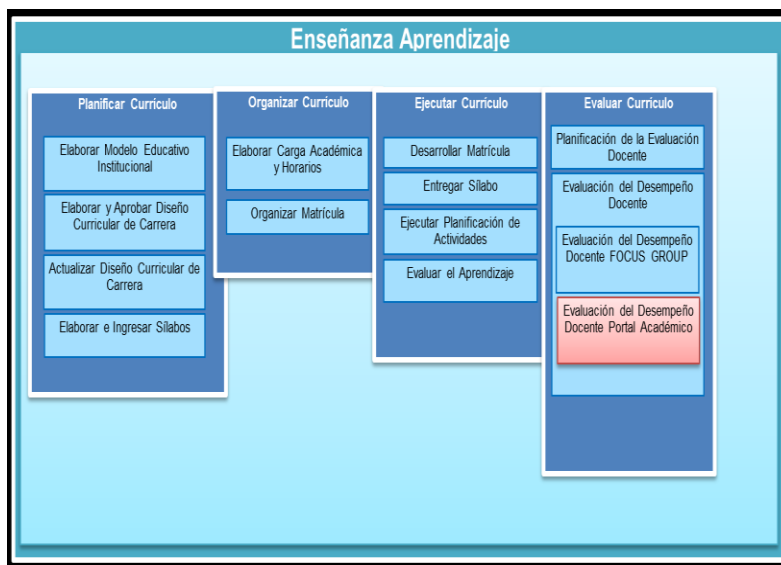 Enseñanza Aprendizaje
Planificar Currículo
Elaborar Modelo Educativo
Institucional
Elaborar y Aprobar Diseño
Curricular de Carrera
Actualizar Diseño Curricular de
Carrera
Elaborar e Ingresar Sílabos
Organizar Currículo
Elaborar Carga Académica
y Horarios
Organizar Matrícula
Ejecutar Currículo
Desarrollar Matrícula
Entregar Sílabo
Ejecutar Planificación de
Actividades
Evaluar el Aprendizaje
Evaluar Currículo
Planificación de la Evaluación
Docente
Evaluación del Desempeño
Docente
Evaluación del Desempeño
Docente FOCUS GROUP
Evaluación del Desempeño
Docente Portal Académico